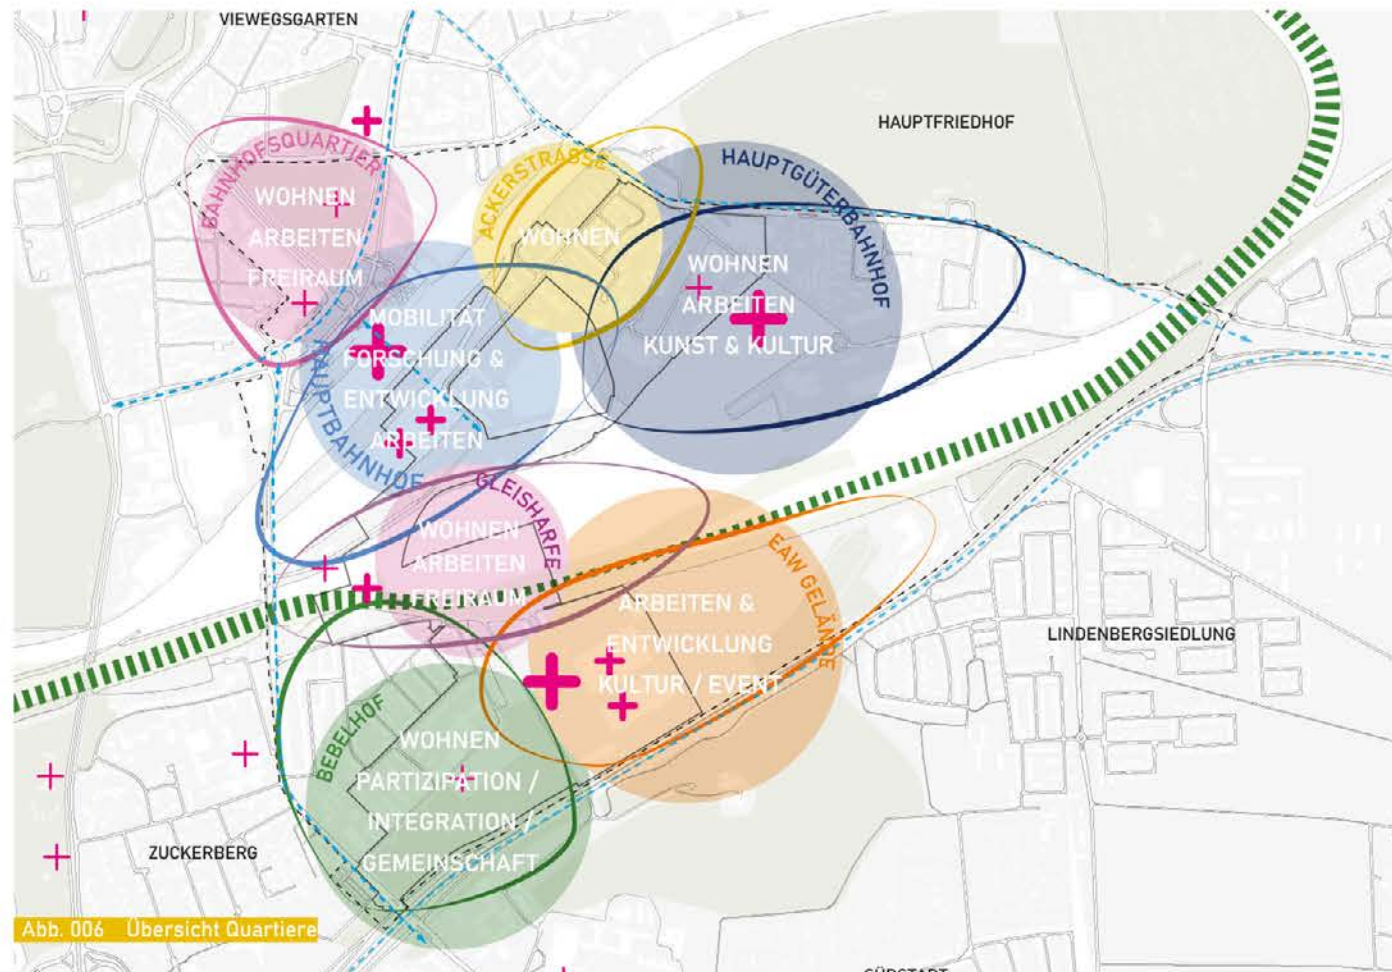 VIEWEGSGARTEN
HAUPTFRIEDHOF
BAHNHOFSQUARTIER
WOHNEN
ARBEITEN
FREIRAUM
ACKERSTRASSE
WOHNEN
HAUPTGÜTERBAHNHOF
WOHNEN
ARBEITEN
KUNST & KULTUR
MOBILITÄT
FORSCHUNG &
ENTWICKLUNG
ARBEITEN
HAUPTBAHNHOF
GLEISHARFE
WOHNEN
ARBEITEN
FREIRAUM
EAW GELÄNDE
ARBEITEN &
ENTWICKLUNG
KULTUR / EVENT
LINDENBERGSIEDLUNG
BEBELHOF
WOHNEN
PARTIZIPATION /
INTEGRATION /
GEMEINSCHAFT
ZUCKERBERG
Abb. 006 Übersicht Quartiere